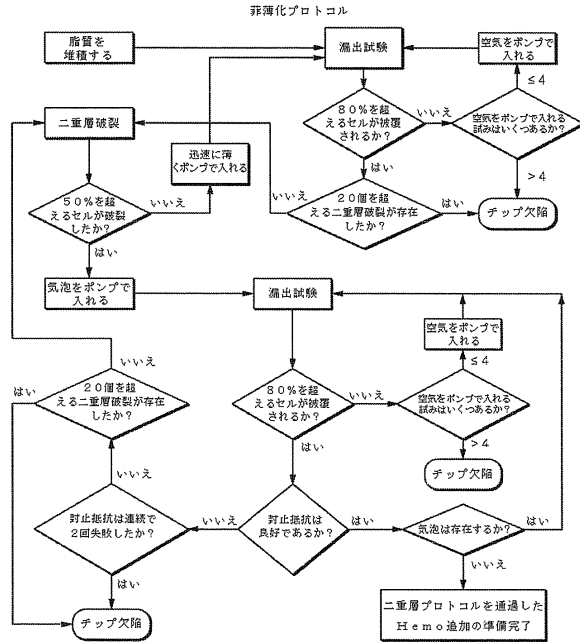 菲薄化プロトコル
脂質を
堆積する
漏出試験
空気をポンプで
入れる
≤4
80%を超
えるセルが被覆
されるか?
いいえ
空気をポンプで入れる
試みはいくつあるか?
二重層破裂
迅速に薄
くポンプで入れる
はい
>4
50%を超
えるセルが破裂
したか?
いいえ
20個を超
える二重層破裂が存在
したか?
いいえ
はい
チップ欠陥
はい
気泡をポンプで
入れる
漏出試験
空気をポンプで
入れる
いいえ
≤4
はい
20個を超
える二重層破裂が存在
したか?
80%を超
えるセルが被覆
されるか?
いいえ
空気をポンプで入れる
試みはいくつあるか?
はい
>4
チップ欠陥
いいえ
封止抵抗は連続で
2回失敗したか?
いいえ
封止抵抗は
良好であるか?
はい
気泡は存在するか?
はい
はい
いいえ
チップ欠陥
二重層プロトコルを通過した
Hemo追加の準備完了